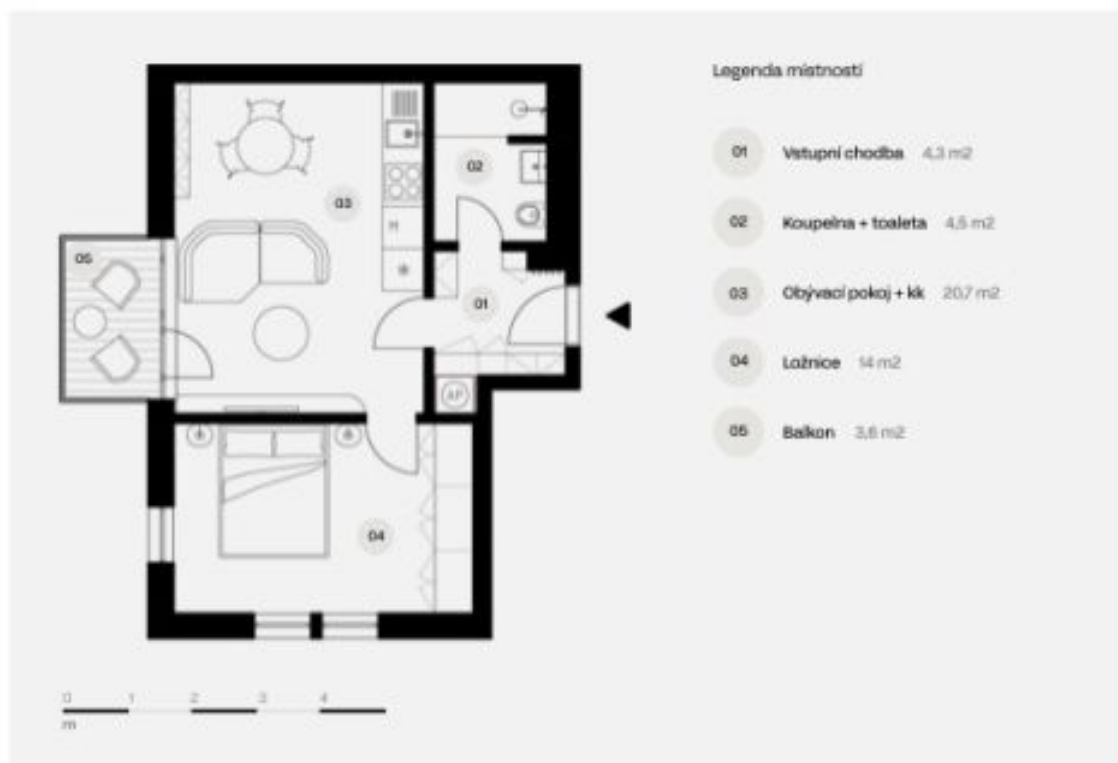 Legenda místností
01 Vstupní chodba 4,3 m2
02 Koupelna + toaleta 4,5 m2
03 Obývací pokoj + kk 20,7 m2
04 Ložnice 14 m2
05 Balkon 3,6 m2
02
03
M
05
01
AP
04
0 1 2 3 4
m